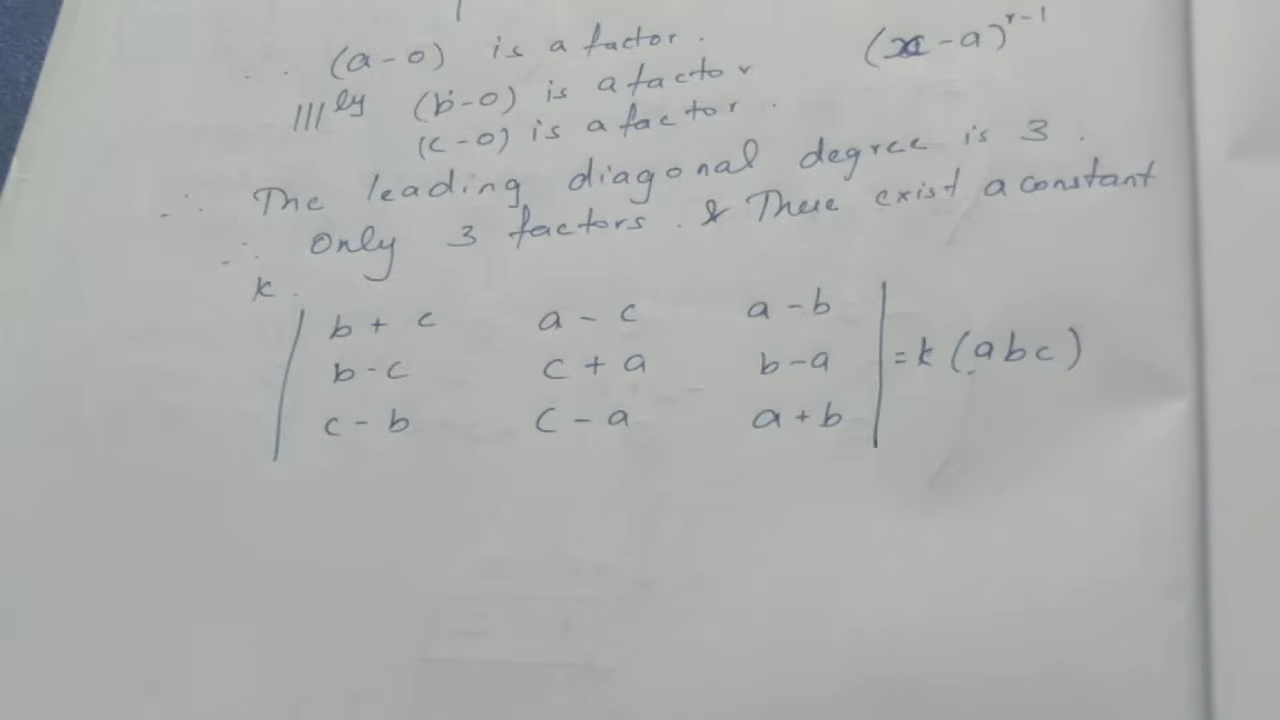 ∴ (a-0) is a factor. (x-a)^{r-1}
|||ly (b-0) is a factor
(c-0) is a factor.
∴ The leading diagonal degree is 3.
∴ only 3 factors. & There exist a constant
k.
| b + c a - c a - b |
| b - c c + a b - a | = k (abc)
| c - b c - a a + b |